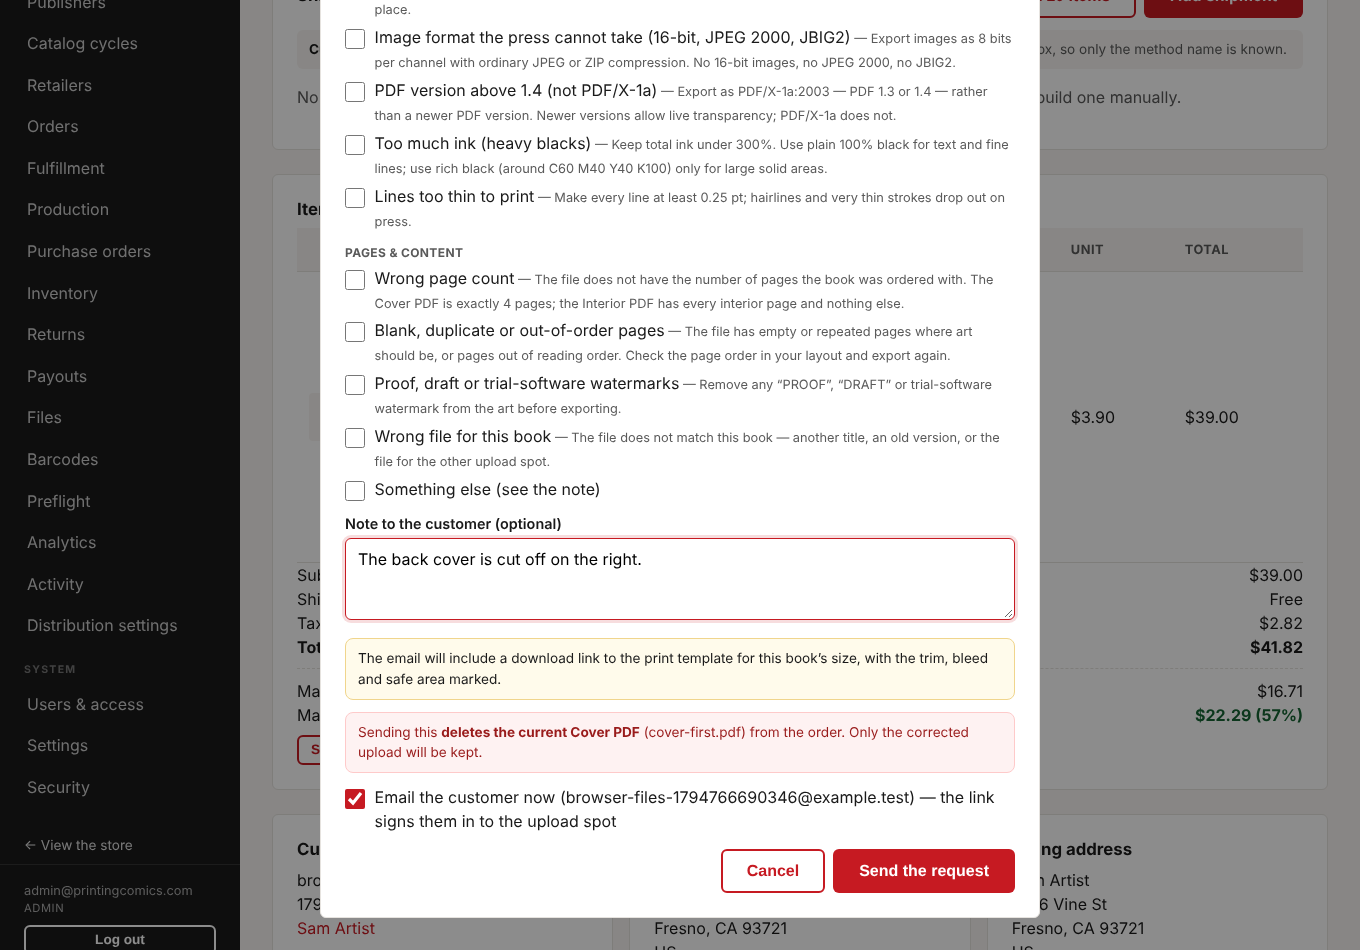 Publishers
Catalog cycles
Retailers
Orders
Fulfillment
Production
Purchase orders
Inventory
Returns
Payouts
Files
Barcodes
Preflight
Analytics
Activity
Distribution settings
SYSTEM
Users & access
Settings
Security
← View the store
admin@printingcomics.com
ADMIN
Log out
place.
Image format the press cannot take (16-bit, JPEG 2000, JBIG2) — Export images as 8 bits
per channel with ordinary JPEG or ZIP compression. No 16-bit images, no JPEG 2000, no JBIG2.
PDF version above 1.4 (not PDF/X-1a) — Export as PDF/X-1a:2003 — PDF 1.3 or 1.4 — rather
than a newer PDF version. Newer versions allow live transparency; PDF/X-1a does not.
Too much ink (heavy blacks) — Keep total ink under 300%. Use plain 100% black for text and fine
lines; use rich black (around C60 M40 Y40 K100) only for large solid areas.
Lines too thin to print — Make every line at least 0.25 pt; hairlines and very thin strokes drop out on
press.
PAGES & CONTENT
Wrong page count — The file does not have the number of pages the book was ordered with. The
Cover PDF is exactly 4 pages; the Interior PDF has every interior page and nothing else.
Blank, duplicate or out-of-order pages — The file has empty or repeated pages where art
should be, or pages out of reading order. Check the page order in your layout and export again.
Proof, draft or trial-software watermarks — Remove any “PROOF”, “DRAFT” or trial-software
watermark from the art before exporting.
Wrong file for this book — The file does not match this book — another title, an old version, or the
file for the other upload spot.
Something else (see the note)
Note to the customer (optional)
The back cover is cut off on the right.
The email will include a download link to the print template for this book’s size, with the trim, bleed
and safe area marked.
Sending this deletes the current Cover PDF (cover-first.pdf) from the order. Only the corrected
upload will be kept.
Email the customer now (browser-files-1794766690346@example.test) — the link
signs them in to the upload spot
Cancel
Send the request
so only the method name is known.
build one manually.
UNIT
TOTAL
$3.90
$39.00
$39.00
Free
$2.82
$41.82
$16.71
$22.29 (57%)
Sam Artist
Fresno, CA 93721
address
Artist
Vine St
Fresno, CA 93721